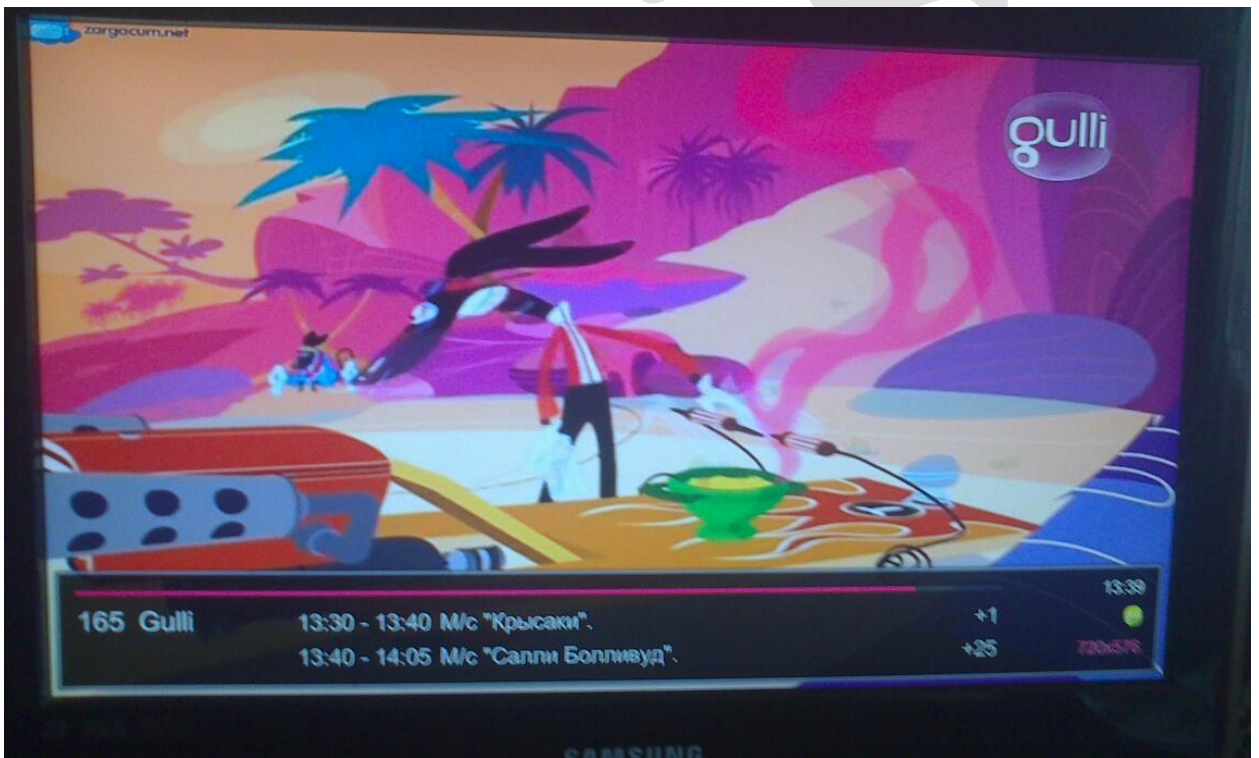 zargacum.net
gulli
13:39
165 Gulli 13:30 - 13:40 М/с "Крысаки". +1
13:40 - 14:05 М/с "Салли Болливуд". +25 720x576
SAMSUNG